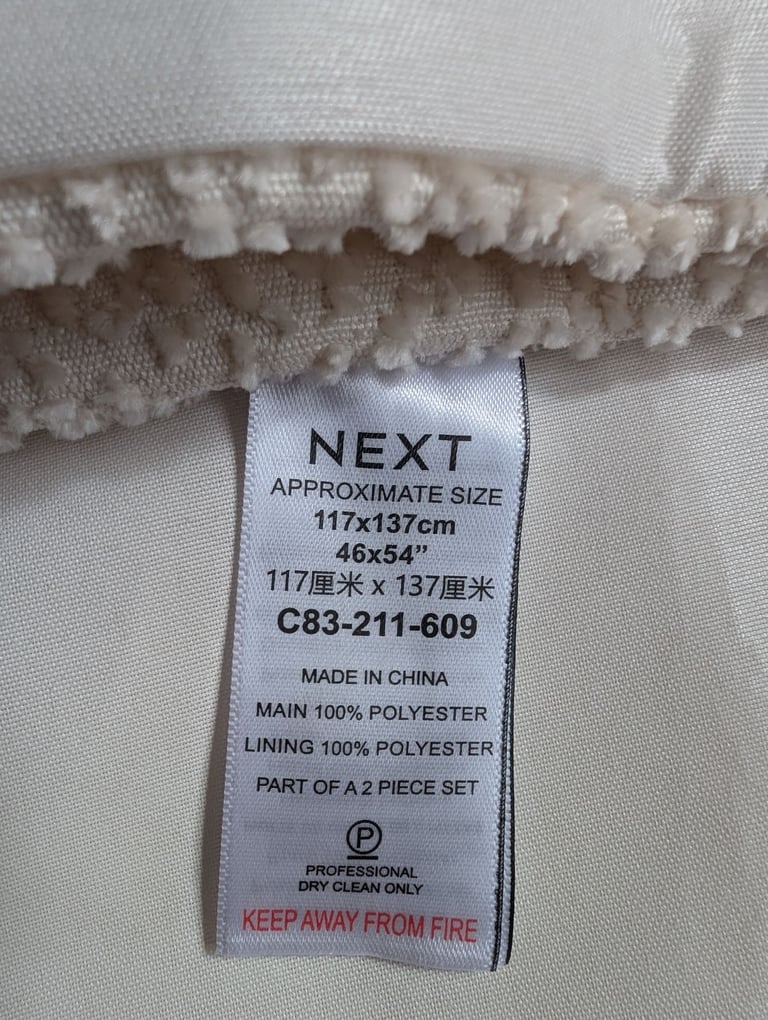 NEXT
APPROXIMATE SIZE
117x137cm
46x54”
117厘米 x 137厘米
C83-211-609
MADE IN CHINA
MAIN 100% POLYESTER
LINING 100% POLYESTER
PART OF A 2 PIECE SET
P
PROFESSIONAL
DRY CLEAN ONLY
KEEP AWAY FROM FIRE